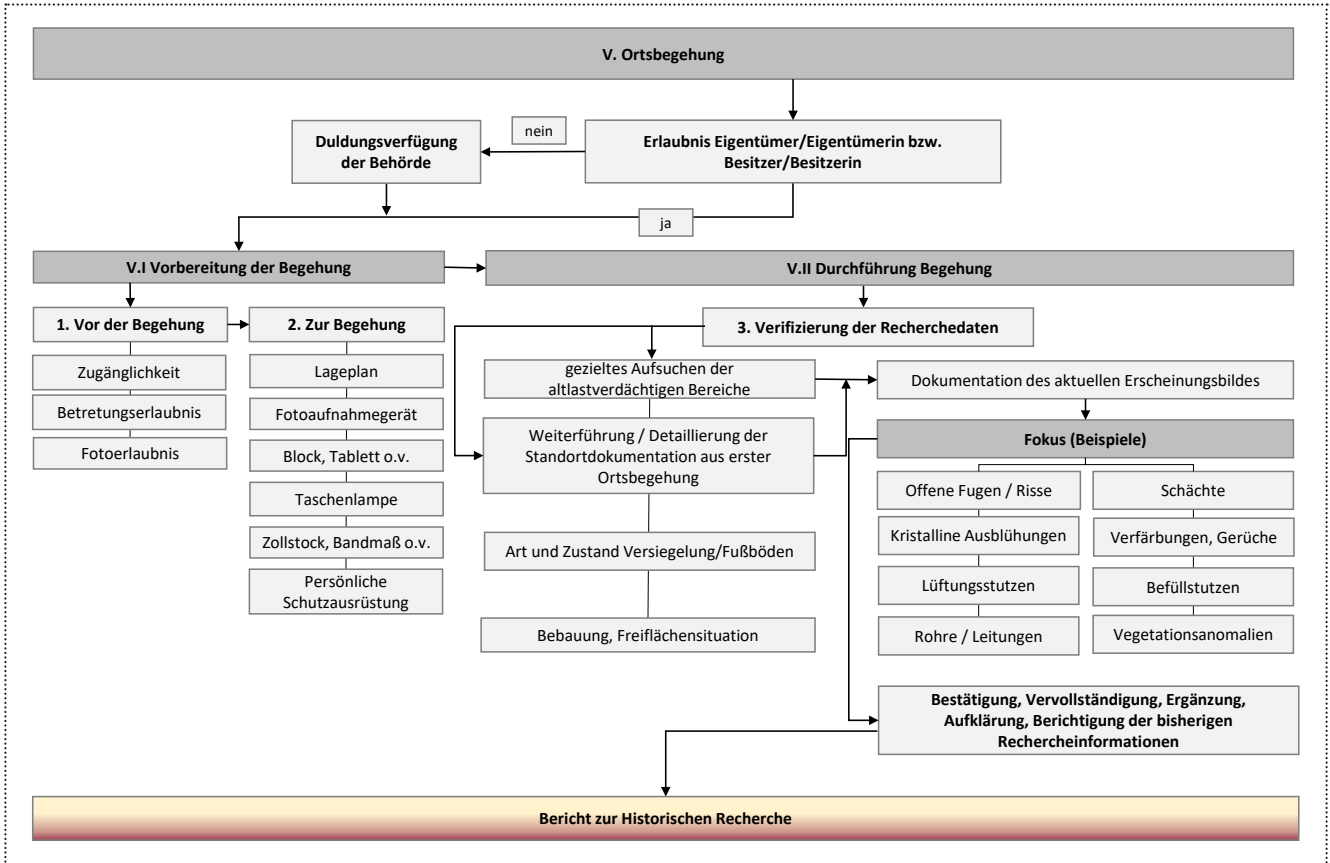 V. Ortsbegehung
nein
Duldungsverfügung
der Behörde
Erlaubnis Eigentümer/Eigentümerin bzw.
Besitzer/Besitzerin
ja
V.I Vorbereitung der Begehung
V.II Durchführung Begehung
1. Vor der Begehung
Zugänglichkeit
Betretungserlaubnis
Fotoerlaubnis
2. Zur Begehung
Lageplan
Fotoaufnahmegerät
Block, Tablett o.v.
Taschenlampe
Zollstock, Bandmaß o.v.
Persönliche
Schutzausrüstung
3. Verifizierung der Recherchedaten
gezieltes Aufsuchen der
altlastverdächtigen Bereiche
Weiterführung / Detaillierung der
Standortdokumentation aus erster
Ortsbegehung
Art und Zustand Versiegelung/Fußböden
Bebauung, Freiflächensituation
Dokumentation des aktuellen Erscheinungsbildes
Fokus (Beispiele)
Offene Fugen / Risse
Kristalline Ausblühungen
Lüftungsstutzen
Rohre / Leitungen
Schächte
Verfärbungen, Gerüche
Befüllstutzen
Vegetationsanomalien
Bestätigung, Vervollständigung, Ergänzung,
Aufklärung, Berichtigung der bisherigen
Rechercheinformationen
Bericht zur Historischen Recherche